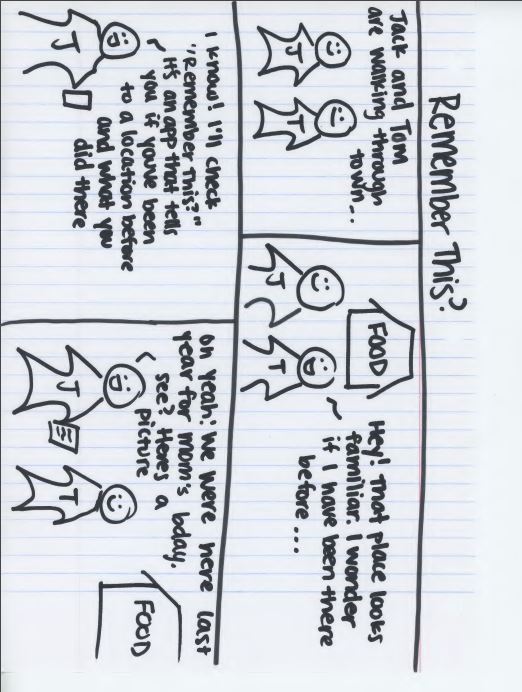 Remember This?
Jack and Tom
are walking through
town...
J
T
FOOD
Hey! That place looks
familiar. I wonder
if I have been there
before...
J
T
I know! I'll check
"Remember This?"
It's an app that tells
you if youve been
to a location before
and what you
did there
J
oh yeah! We were here last
year for mom's bday.
see? Heres a
picture
FOOD
J
T